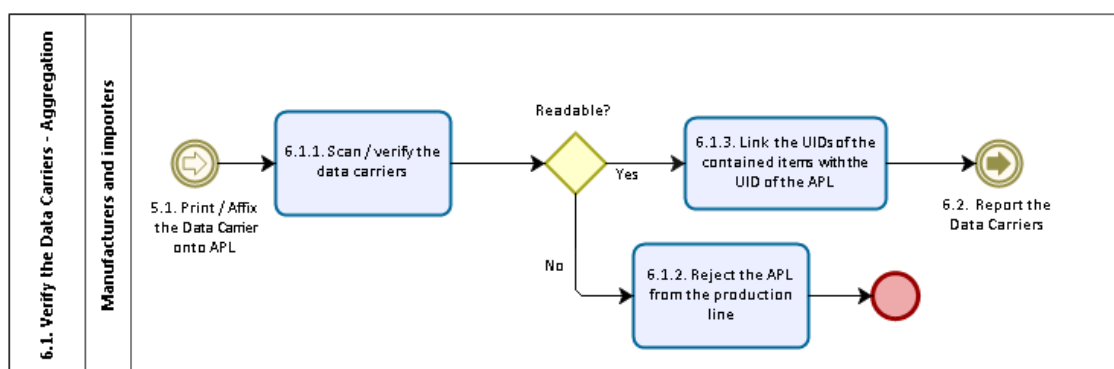 6.1. Verify the Data Carriers - Aggregation
Manufacturers and importers
5.1. Print / Affix
the Data Carrier
onto APL
6.1.1. Scan / verify the
data carriers
Readable?
Yes
No
6.1.3. Link the UIDs of the
contained items with the
UID of the APL
6.2. Report the
Data Carriers
6.1.2. Reject the APL
from the production
line